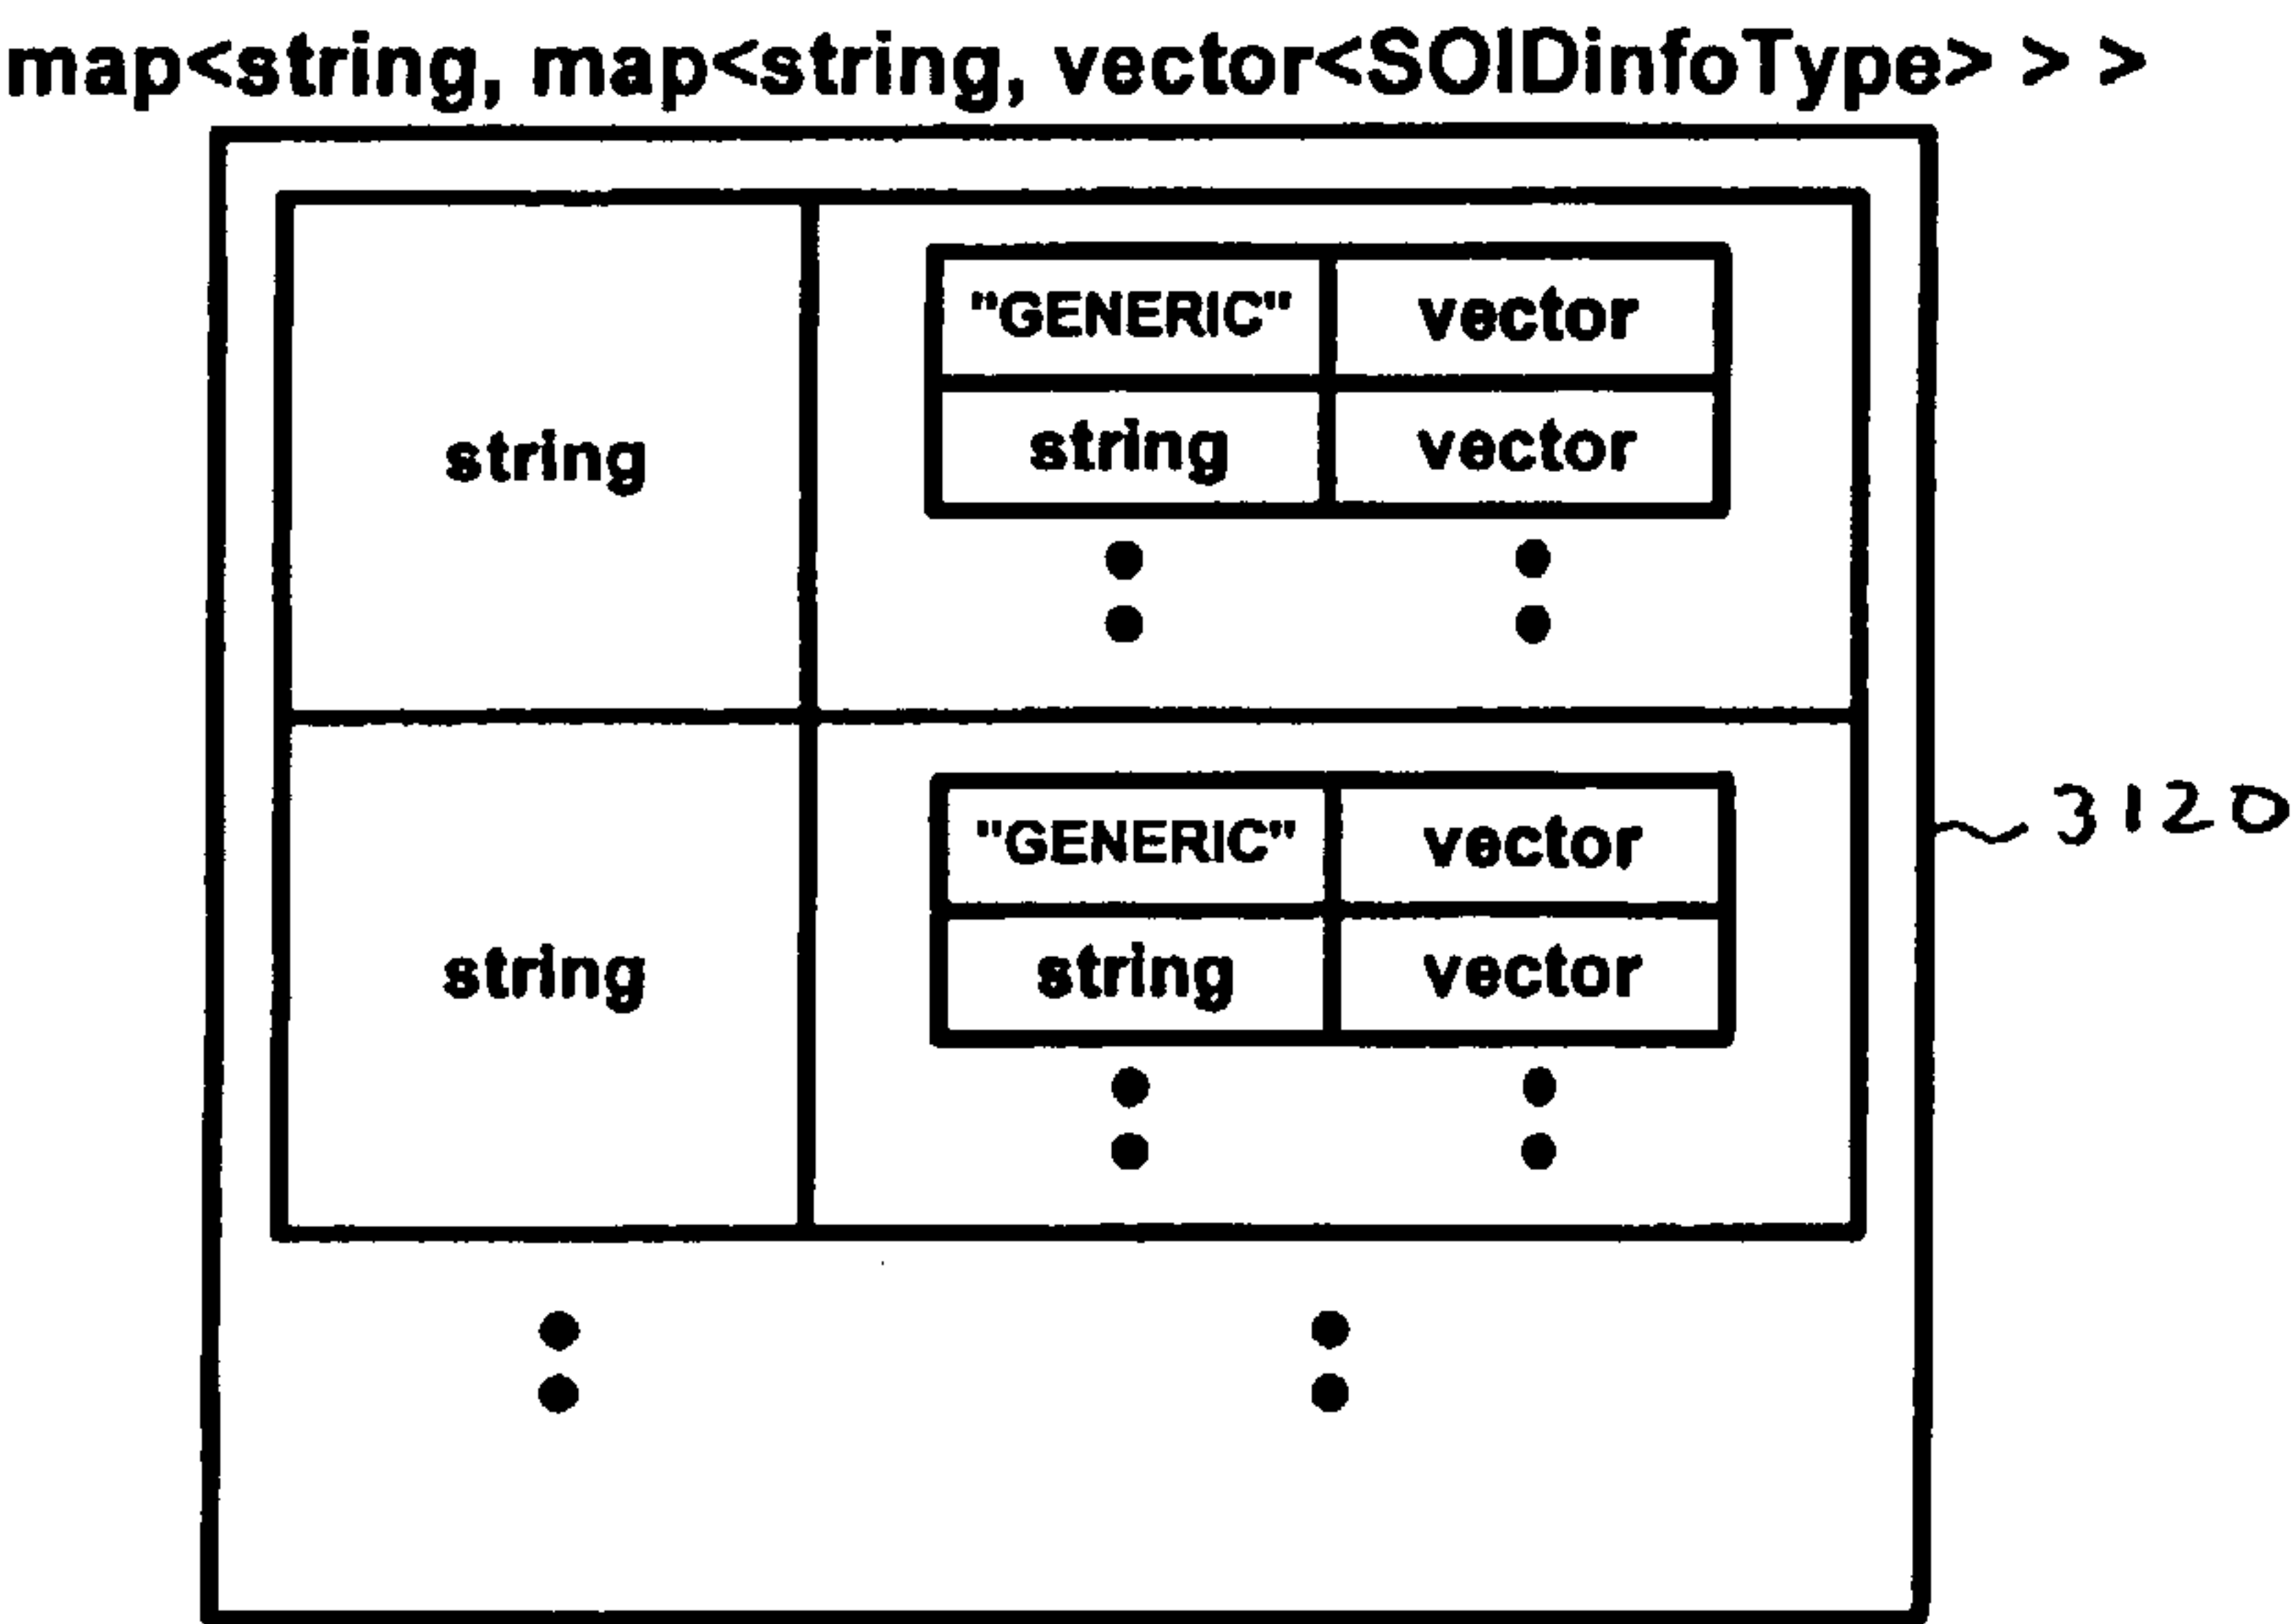 map<string, map<string, vector<SOIDinfoType> > >
"GENERIC" vector
string
string vector
"GENERIC" vector
3120
string
string vector